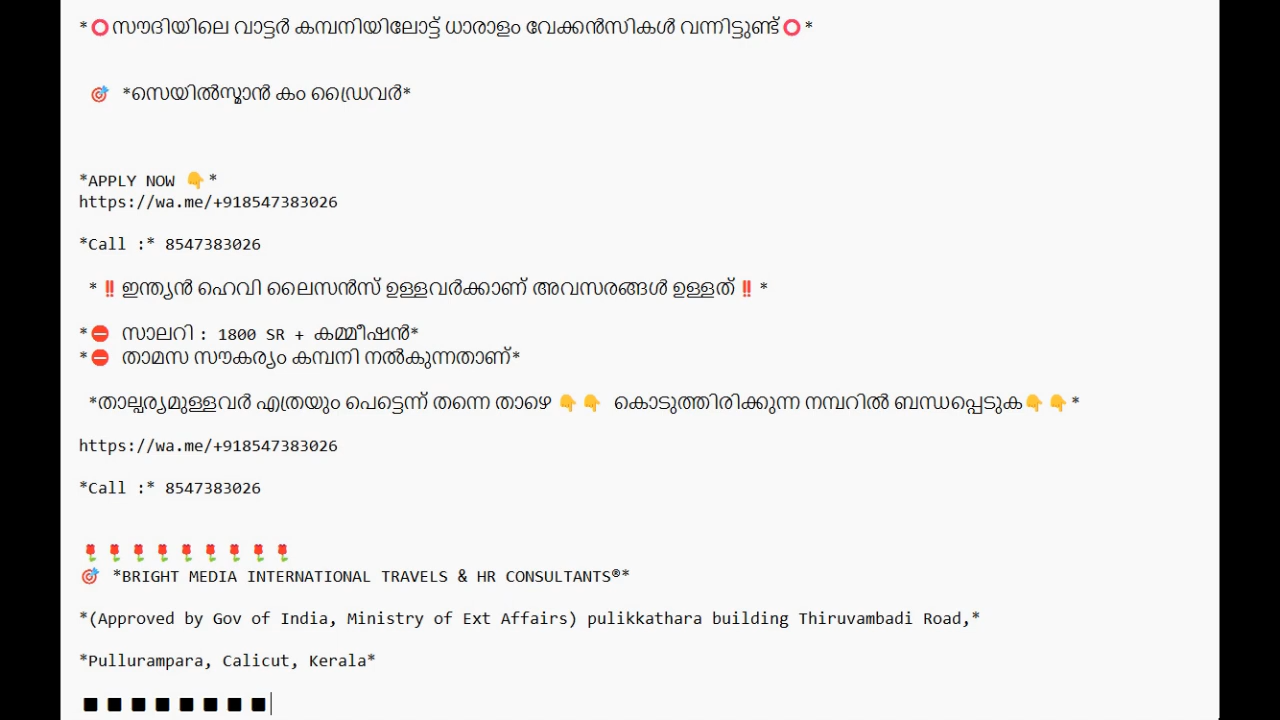 *⭕സൗദിയിലെ വാട്ടർ കമ്പനിയിലോട്ട് ധാരാളം വേക്കൻസികൾ വന്നിട്ടുണ്ട്⭕*
🎯 *സെയിൽസ്മാൻ കം ഡ്രൈവർ*
*APPLY NOW 👇*
https://wa.me/+918547383026
*Call :* 8547383026
*‼️ഇന്ത്യൻ ഹെവി ലൈസൻസ് ഉള്ളവർക്കാണ് അവസരങ്ങൾ ഉള്ളത്‼️*
*⛔ സാലറി : 1800 SR + കമ്മീഷൻ*
*⛔ താമസ സൗകര്യം കമ്പനി നൽകുന്നതാണ്*
*താല്പര്യമുള്ളവർ എത്രയും പെട്ടെന്ന് തന്നെ താഴെ 👇👇 കൊടുത്തിരിക്കുന്ന നമ്പറിൽ ബന്ധപ്പെടുക👇👇*
https://wa.me/+918547383026
*Call :* 8547383026
🌹🌹🌹🌹🌹🌹🌹🌹🌹
🎯 *BRIGHT MEDIA INTERNATIONAL TRAVELS & HR CONSULTANTS®*
*(Approved by Gov of India, Ministry of Ext Affairs) pulikkathara building Thiruvambadi Road,*
*Pullurampara, Calicut, Kerala*
◼◼◼◼◼◼◼◼